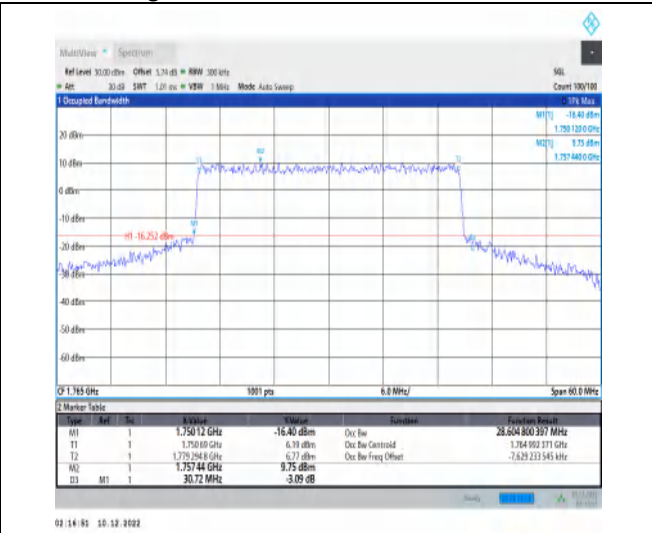 MultiView Spectrum
Ref Level 30.00 dBm Offset 5.74 dB RBW 300 kHz SGL
Att 30 dB SWT 1.01 ms VBW 1 MHz Mode Auto Sweep Count 100/100
1 Occupied Bandwidth 1Pk Max
M1[1] -16.40 dBm
1.750 120 0 GHz
M2[1] 9.75 dBm
1.757 440 0 GHz
20 dBm
M2
T1 T2
10 dBm
0 dBm
-10 dBm
M1
H1 -16.252 dBm
-20 dBm
-30 dBm
-40 dBm
-50 dBm
-60 dBm
CF 1.765 GHz 1001 pts 6.0 MHz/ Span 60.0 MHz
2 Marker Table
Type Ref Trc X-Value Y-Value Function Function Result
M1 1 1.750 12 GHz -16.40 dBm Occ Bw 28.604 800 397 MHz
T1 1 1.750 69 GHz 6.39 dBm Occ Bw Centroid 1.764 992 371 GHz
T2 1 1.779 294 8 GHz 6.77 dBm Occ Bw Freq Offset -7.629 233 545 kHz
M2 1 1.757 44 GHz 9.75 dBm
D3 M1 1 30.72 MHz -3.09 dB
Ready
02:16:51 10.12.2022